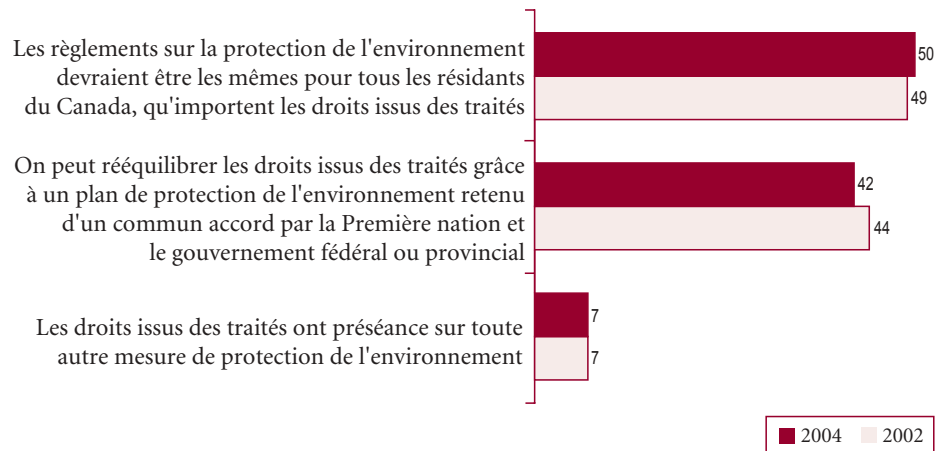 Les règlements sur la protection de l'environnement
devraient être les mêmes pour tous les résidants
du Canada, qu'importent les droits issus des traités
50
49
On peut rééquilibrer les droits issus des traités grâce
à un plan de protection de l'environnement retenu
d'un commun accord par la Première nation et
le gouvernement fédéral ou provincial
42
44
Les droits issus des traités ont préséance sur toute
autre mesure de protection de l'environnement
7
7
2004 2002